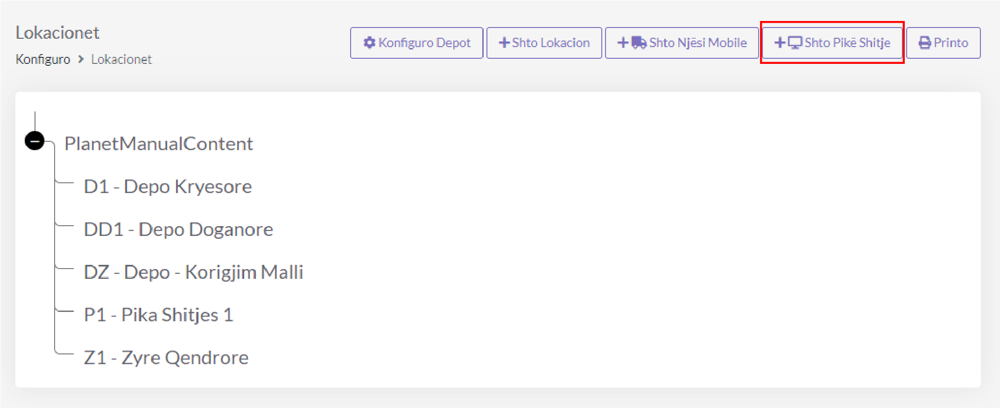 Lokacionet
Konfiguro > Lokacionet
Konfiguro Depot
+ Shto Lokacion
+ Shto Njësi Mobile
+ Shto Pikë Shitje
Printo
PlanetManualContent
D1 - Depo Kryesore
DD1 - Depo Doganore
DZ - Depo - Korigjim Malli
P1 - Pika Shitjes 1
Z1 - Zyre Qendrore